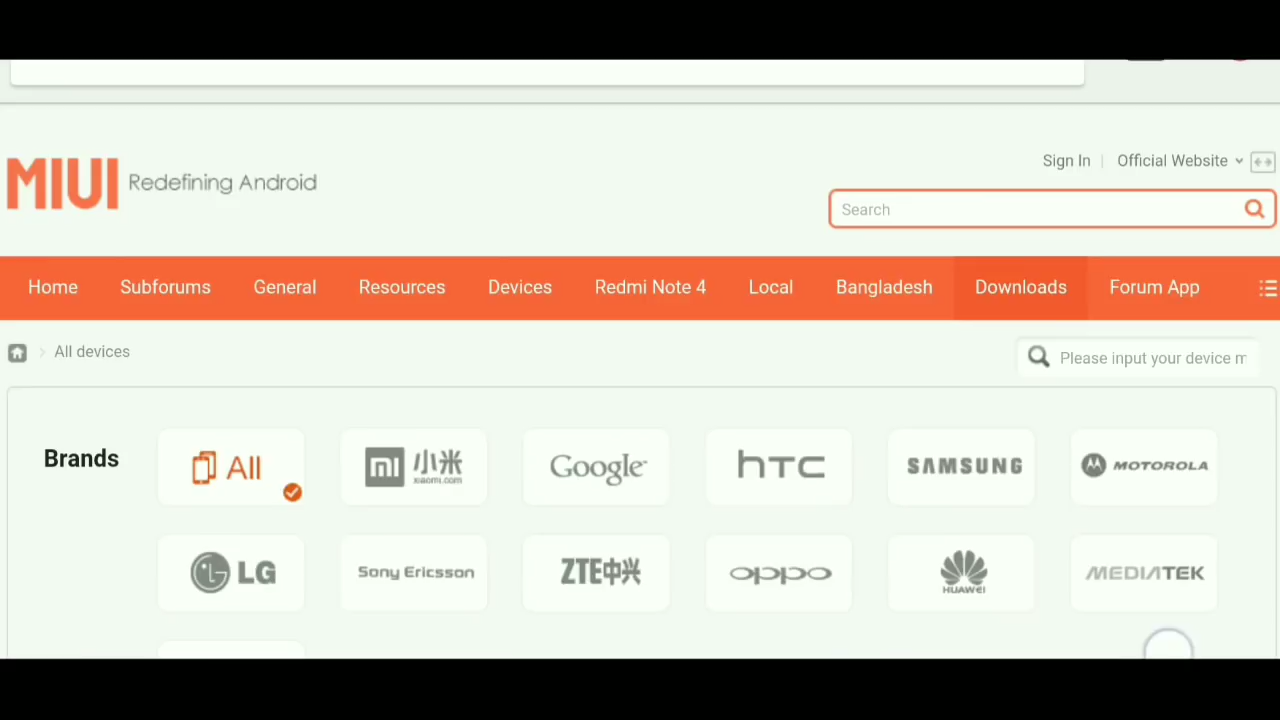 Sign In | Official Website
MIUI Redefining Android
Search
Home Subforums General Resources Devices Redmi Note 4 Local Bangladesh Downloads Forum App
All devices
Please input your device m
Brands
All
mi 小米
xiaomi.com
Google
hTC
SAMSUNG
MOTOROLA
LG
Sony Ericsson
ZTE中兴
oppo
HUAWEI
MEDIATEK